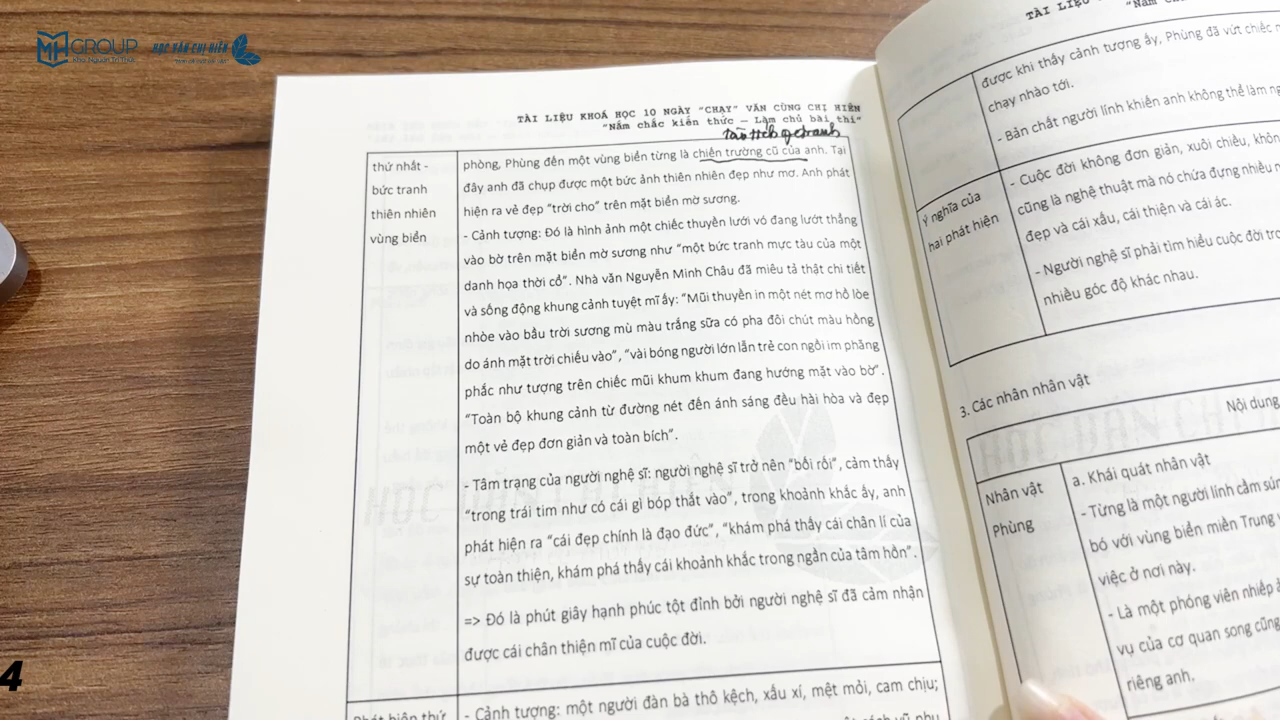 MH GROUP
HỌC VĂN CHỊ HIÊN
4
TÀI LIỆU KHOÁ HỌC 10 NGÀY "CHẠY" VĂN CÙNG CHỊ HIÊN
"Nắm chắc kiến thức – Làm chủ bài thi"
thứ nhất -
bức tranh
thiên nhiên
vùng biển
phòng, Phùng đến một vùng biển từng là chiến trường cũ của anh. Tại
đây anh đã chụp được một bức ảnh thiên nhiên đẹp như mơ. Anh phát
hiện ra vẻ đẹp "trời cho" trên mặt biển mờ sương.
- Cảnh tượng: Đó là hình ảnh một chiếc thuyền lưới vó đang lướt thẳng
vào bờ trên mặt biển mờ sương như "một bức tranh mực tàu của một
danh họa thời cổ". Nhà văn Nguyễn Minh Châu đã miêu tả thật chi tiết
và sống động khung cảnh tuyệt mĩ ấy: "Mũi thuyền in một nét mơ hồ lòe
nhòe vào bầu trời sương mù màu trắng sữa có pha đôi chút màu hồng
do ánh mặt trời chiếu vào", "vài bóng người lớn lẫn trẻ con ngồi im phăng
phắc như tượng trên chiếc mũi khum khum đang hướng mặt vào bờ".
"Toàn bộ khung cảnh từ đường nét đến ánh sáng đều hài hòa và đẹp
một vẻ đẹp đơn giản và toàn bích".
- Tâm trạng của người nghệ sĩ: người nghệ sĩ trở nên "bối rối", cảm thấy
"trong trái tim như có cái gì bóp thắt vào", trong khoảnh khắc ấy, anh
phát hiện ra "cái đẹp chính là đạo đức", "khám phá thấy cái chân lí của
sự toàn thiện, khám phá thấy cái khoảnh khắc trong ngần của tâm hồn".
=> Đó là phút giây hạnh phúc tột đỉnh bởi người nghệ sĩ đã cảm nhận
được cái chân thiện mĩ của cuộc đời.
Phát hiện thứ
- Cảnh tượng: một người đàn bà thô kệch, xấu xí, mệt mỏi, cam chịu;
TÀI LIỆU
"Nắm
được khi thấy cảnh tượng ấy, Phùng đã vứt chiếc
chạy nhào tới.
- Bản chất người lính khiến anh không thể làm
Ý nghĩa của
hai phát hiện
- Cuộc đời không đơn giản, xuôi chiều,
cũng là nghệ thuật mà nó chứa đựng nhiều
đẹp và cái xấu, cái thiện và cái ác.
- Người nghệ sĩ phải tìm hiểu cuộc đời
nhiều góc độ khác nhau.
3. Các nhân nhân vật
Nội dung
Nhân vật
Phùng
a. Khái quát nhân vật
- Từng là một người lính cầm
bó với vùng biển miền Trung
việc ở nơi này.
- Là một phóng viên nhiếp
vụ của cơ quan song cũng
riêng anh.